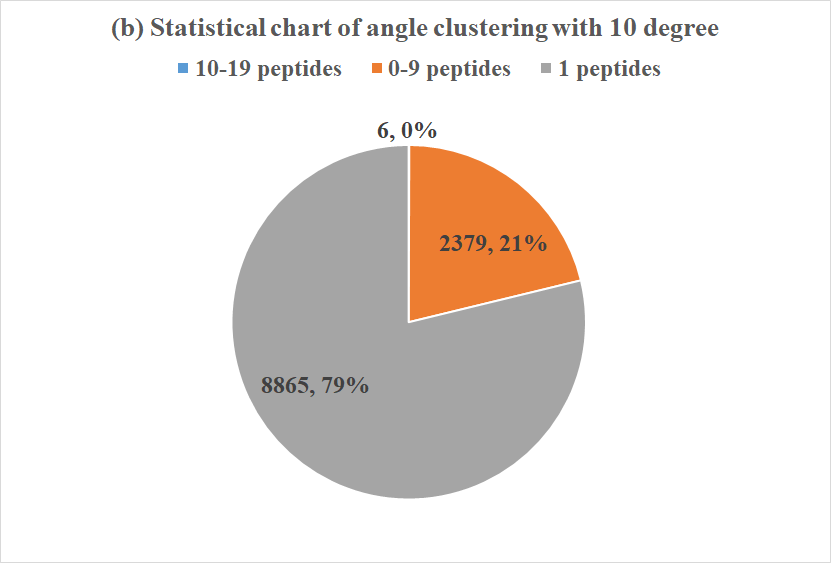 (b) Statistical chart of angle clustering with 10 degree
10-19 peptides 0-9 peptides 1 peptides
6, 0%
2379, 21%
8865, 79%